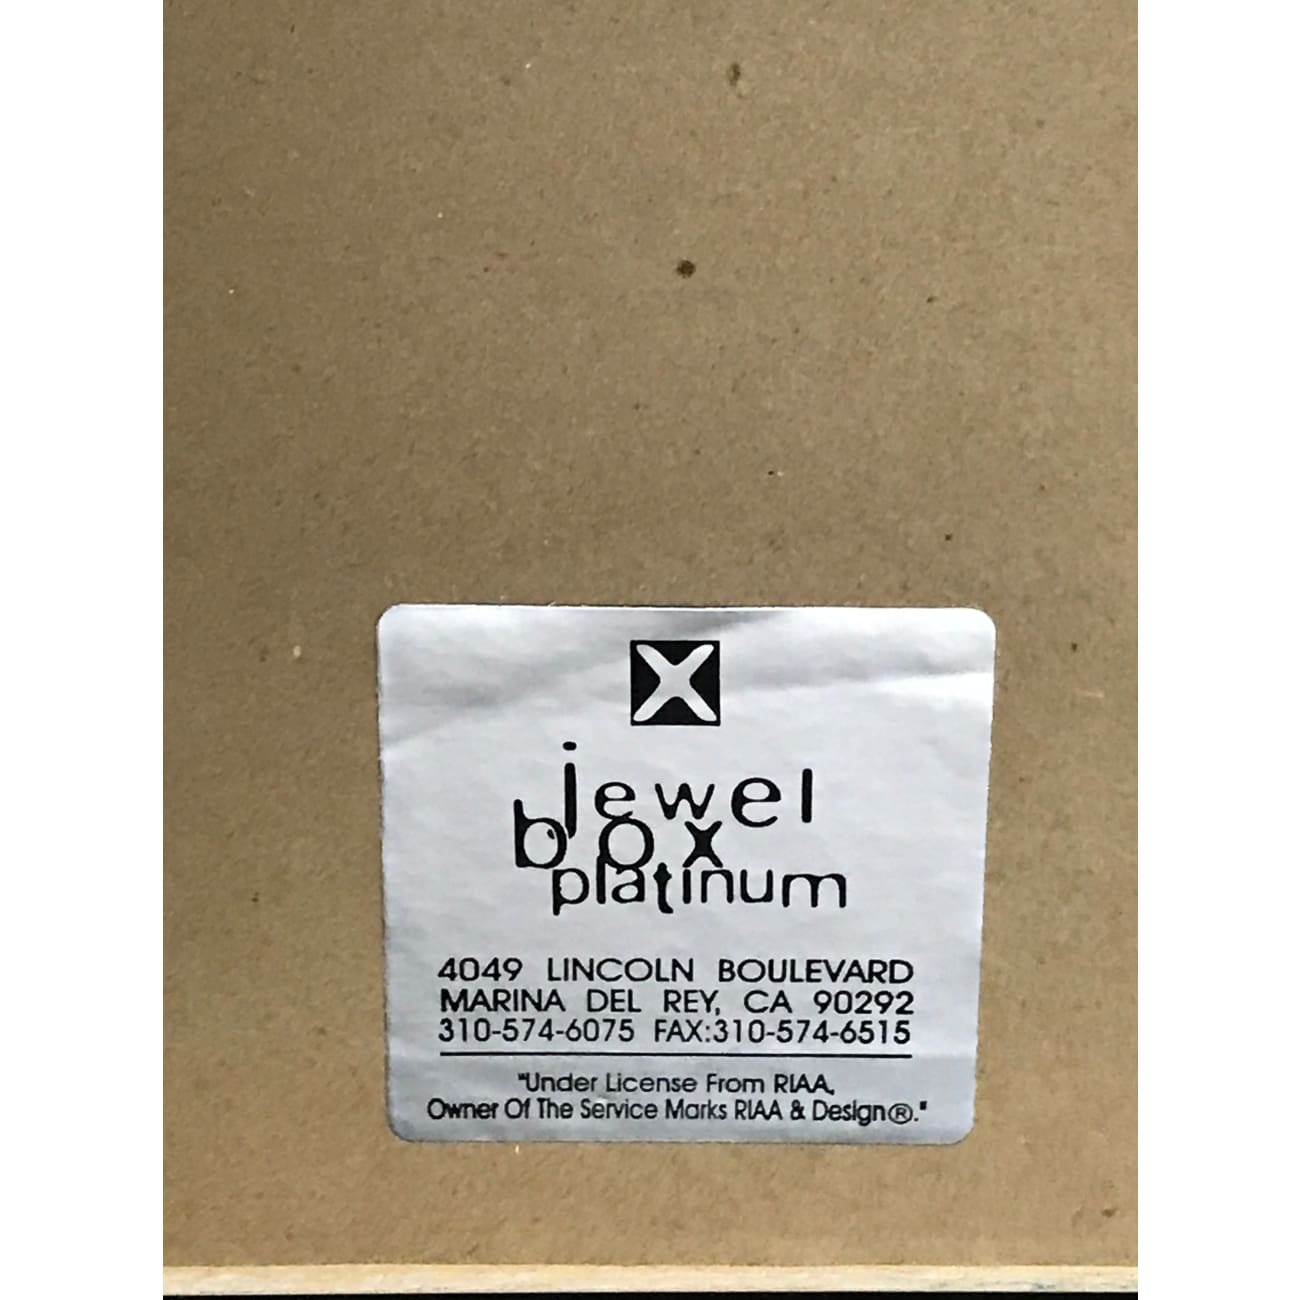 X
jewel
box
platinum
4049 LINCOLN BOULEVARD
MARINA DEL REY, CA 90292
310-574-6075 FAX:310-574-6515
"Under License From RIAA,
Owner Of The Service Marks RIAA & Design®."